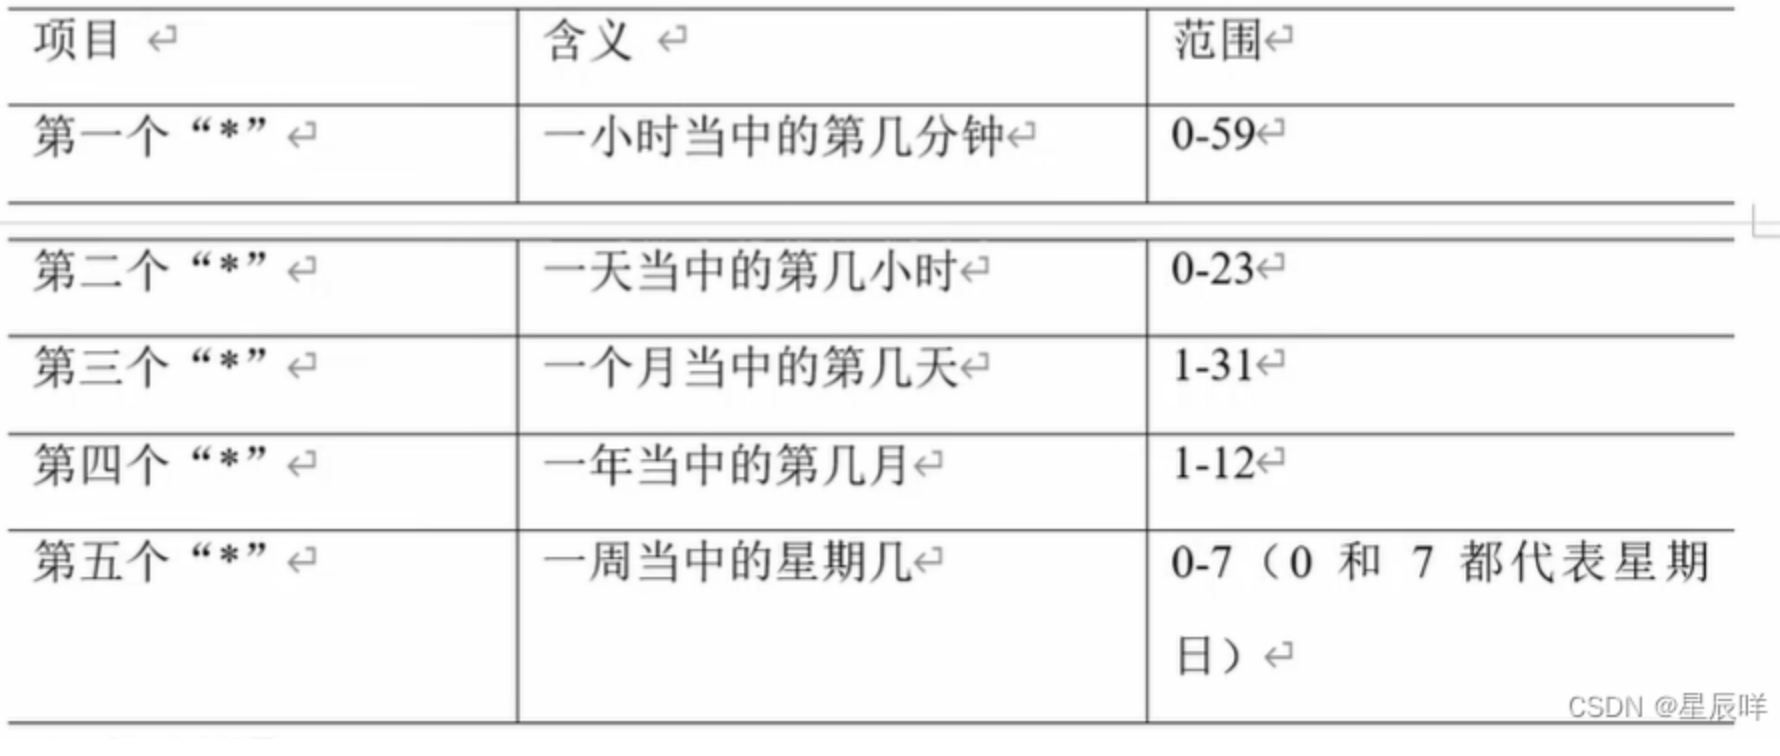 项目 含义 范围
第一个“*” 一小时当中的第几分钟 0-59
第二个“*” 一天当中的第几小时 0-23
第三个“*” 一个月当中的第几天 1-31
第四个“*” 一年当中的第几月 1-12
第五个“*” 一周当中的星期几 0-7（0 和 7 都代表星期
日）
CSDN @星辰咩